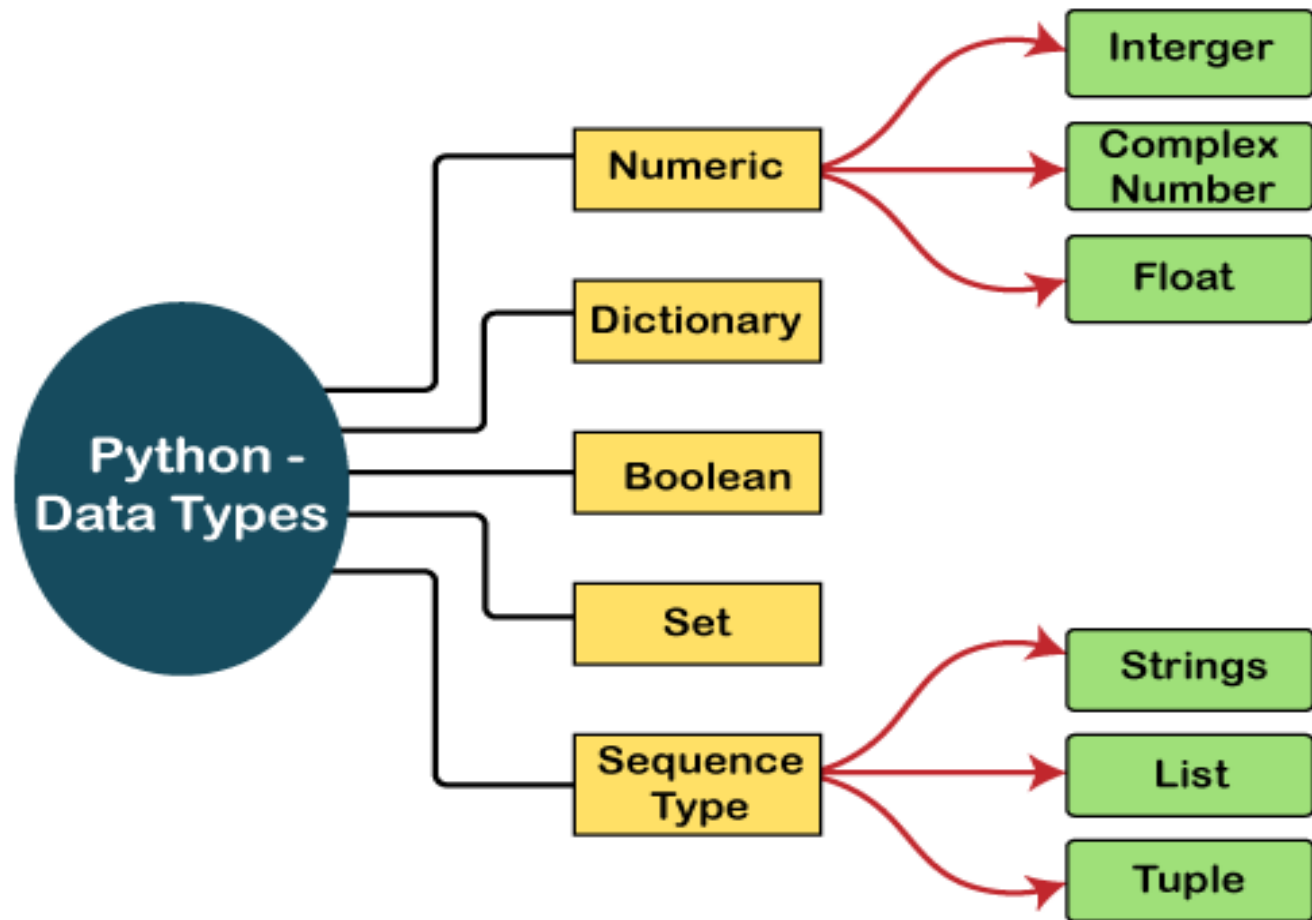 Python -
Data Types
Numeric
Dictionary
Boolean
Set
Sequence
Type
Interger
Complex
Number
Float
Strings
List
Tuple